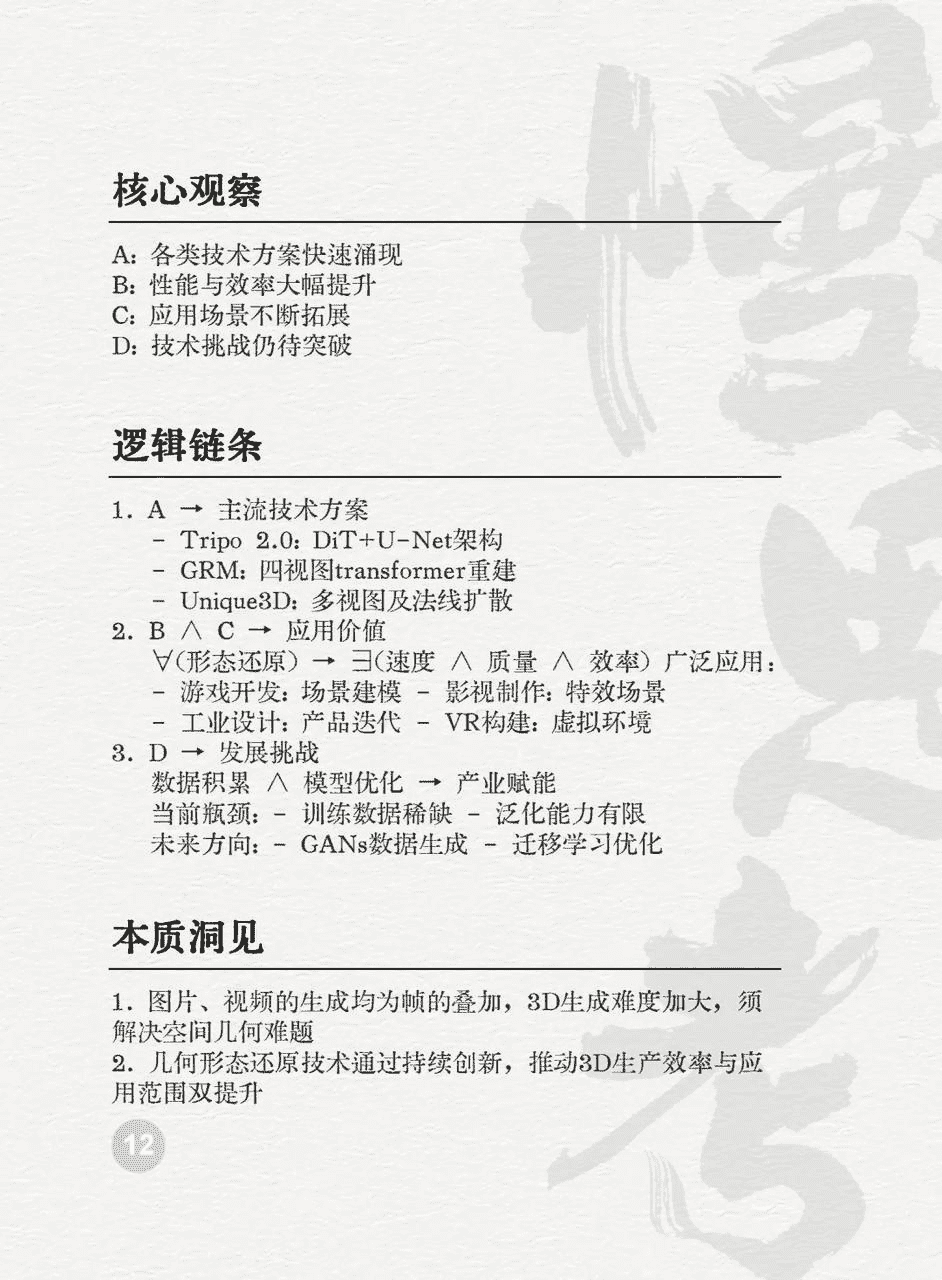 核心观察
A: 各类技术方案快速涌现
B: 性能与效率大幅提升
C: 应用场景不断拓展
D: 技术挑战仍待突破
逻辑链条
1. A → 主流技术方案
- Tripo 2.0: DiT+U-Net架构
- GRM: 四视图transformer重建
- Unique3D: 多视图及法线扩散
2. B ∧ C → 应用价値
∀(形态还原) → ∃(速度 ∧ 质量 ∧ 效率) 广泛应用:
- 游戏开发: 场景建模 - 影视制作: 特效场景
- 工业设计: 产品迭代 - VR构建: 虚拟环境
3. D → 发展挑战
数据积累 ∧ 模型优化 → 产业赋能
当前瓶颈: - 训练数据稀缺 - 泛化能力有限
未来方向: - GANs数据生成 - 迁移学习优化
本质洞见
1. 图片、视频的生成均为帧的叠加，3D生成难度加大，须
解决空间几何难题
2. 几何形态还原技术通过持续创新，推动3D生产效率与应
用范围双提升
12
慢思考